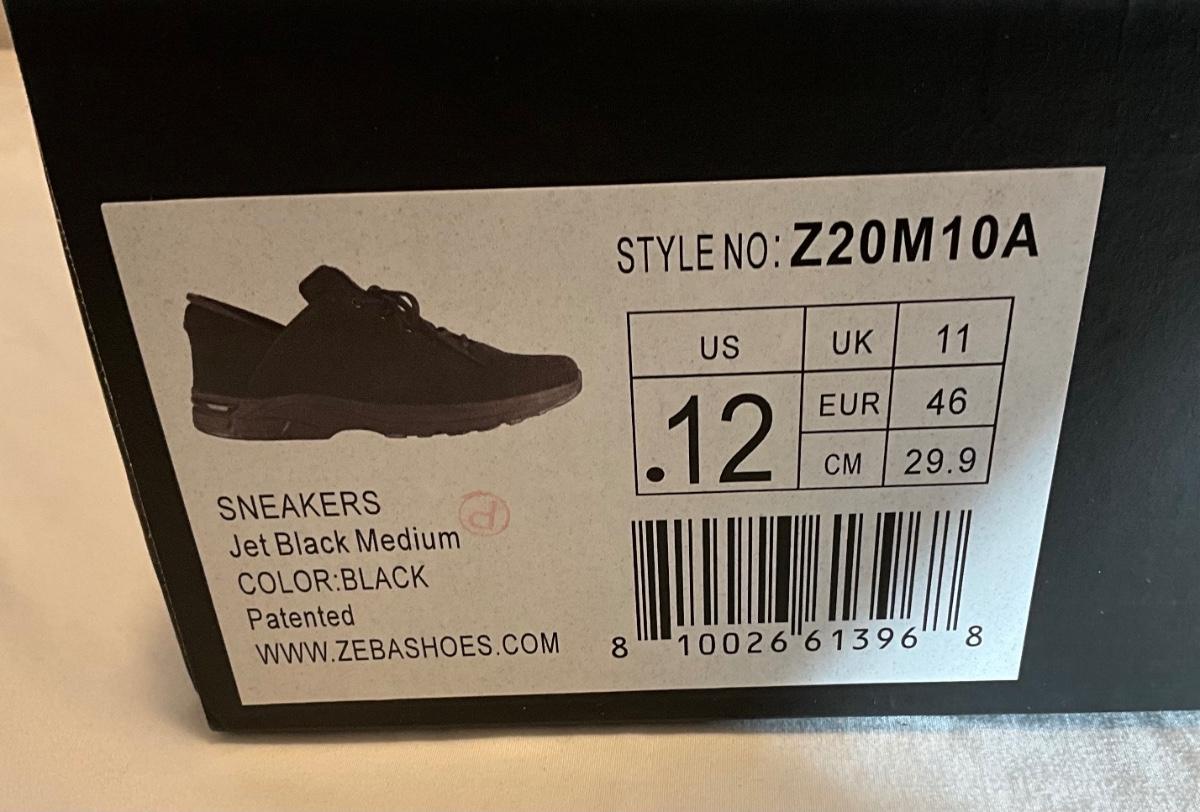 STYLE NO: Z20M10A
US UK 11
.12 EUR 46
CM 29.9
SNEAKERS
Jet Black Medium
COLOR:BLACK
Patented
WWW.ZEBASHOES.COM
8 10026 61396 8